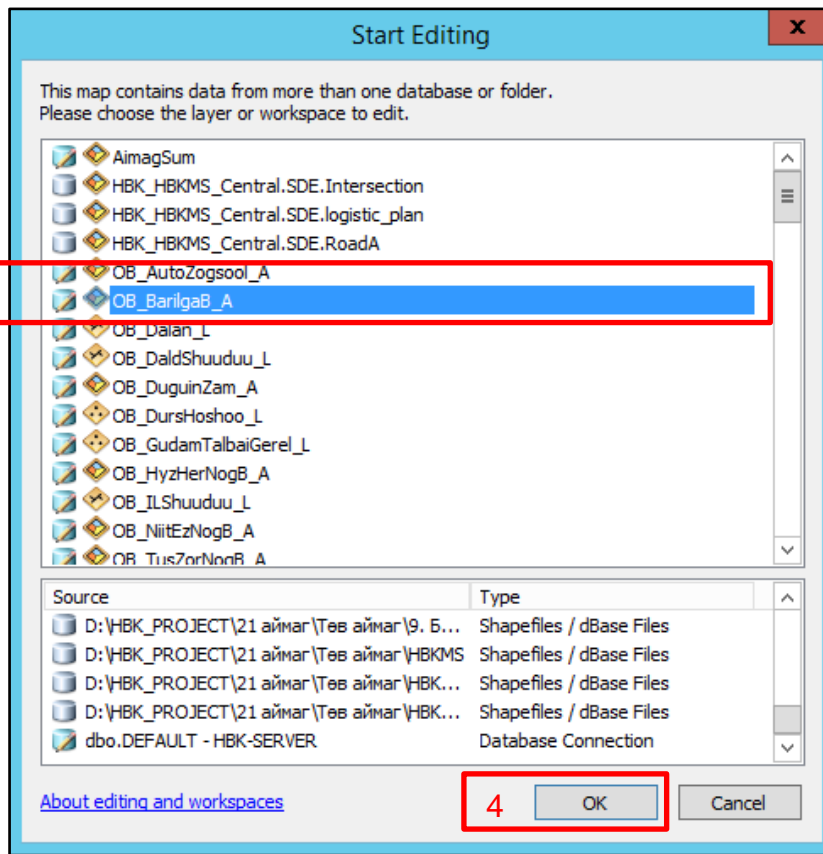 Start Editing
x
This map contains data from more than one database or folder.
Please choose the layer or workspace to edit.
AimagSum
HBK_HBKMS_Central.SDE.Intersection
HBK_HBKMS_Central.SDE.logistic_plan
HBK_HBKMS_Central.SDE.RoadA
OB_AutoZogsool_A
OB_BarilgaB_A
OB_Dalan_L
OB_DaldShuuduu_L
OB_DuguinZam_A
OB_DursHoshoo_L
OB_GudamTalbaiGerel_L
OB_HyzHerNogB_A
OB_ILShuuduu_L
OB_NiitEzNogB_A
OB_TusZorNogB_A
Source Type
D:\HBK_PROJECT\21 аймаг\Төв аймаг\9. Б... Shapefiles / dBase Files
D:\HBK_PROJECT\21 аймаг\Төв аймаг\HBKMS Shapefiles / dBase Files
D:\HBK_PROJECT\21 аймаг\Төв аймаг\HBK... Shapefiles / dBase Files
D:\HBK_PROJECT\21 аймаг\Төв аймаг\HBK... Shapefiles / dBase Files
dbo.DEFAULT - HBK-SERVER Database Connection
About editing and workspaces 4 OK Cancel